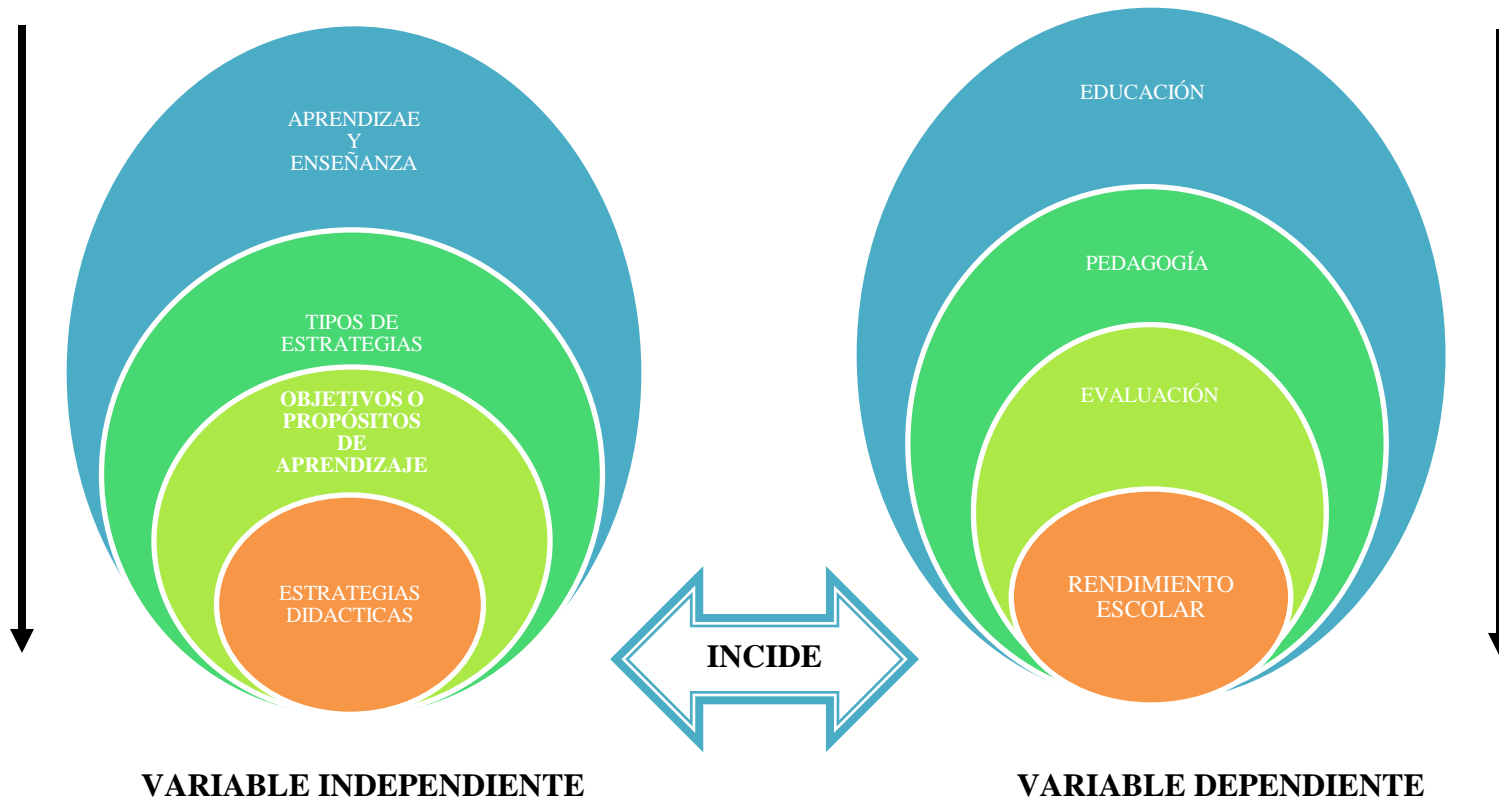 APRENDIZAE
Y
ENSEÑANZA
TIPOS DE
ESTRATEGIAS
OBJETIVOS O
PROPÓSITOS
DE
APRENDIZAJE
ESTRATEGIAS
DIDACTICAS
EDUCACIÓN
PEDAGOGÍA
EVALUACIÓN
RENDIMIENTO
ESCOLAR
INCIDE
VARIABLE INDEPENDIENTE
VARIABLE DEPENDIENTE